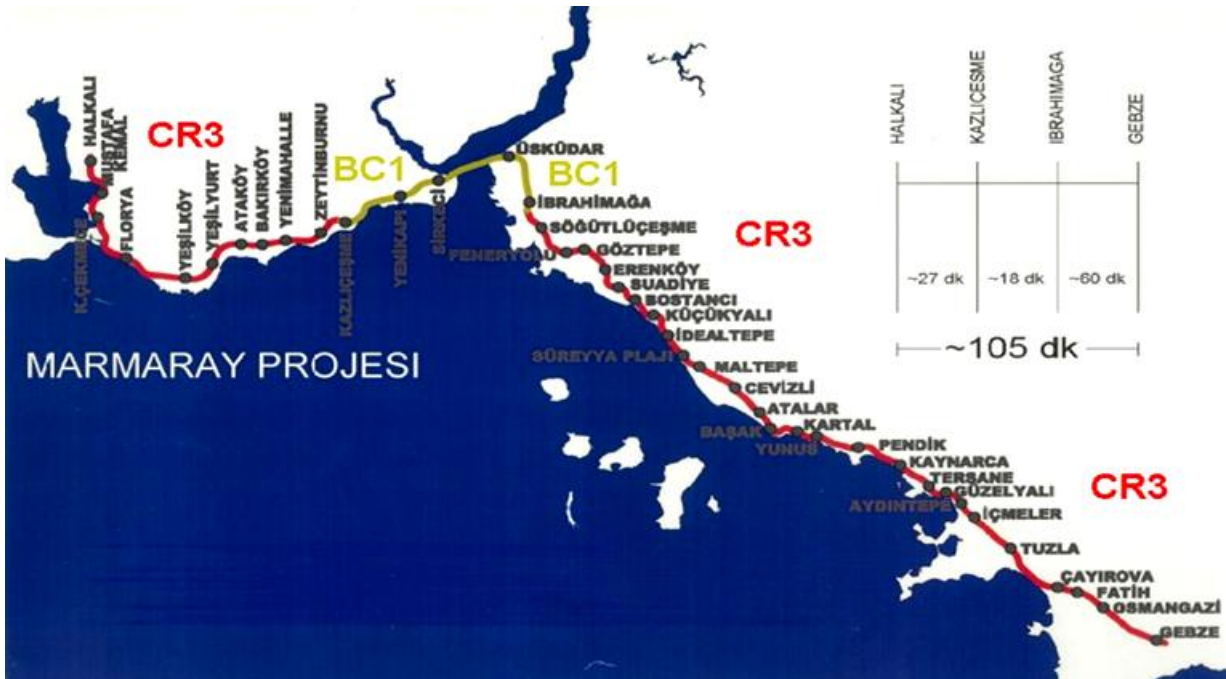 HALKALI
MUSTAFA
KEMAL
K.ÇEKMECE
FLORYA
CR3
YEŞİLKÖY
YEŞİLYURT
ATAKÖY
BAKIRKÖY
YENİMAHALLE
ZEYTİNBURNU
BC1
KAZLIÇEŞME
YENİKAPI
SİRKECİ
ÜSKÜDAR
BC1
İBRAHİMAĞA
SÖĞÜTLÜÇEŞME
FENERYOLU
GÖZTEPE
ERENKÖY
SUADİYE
BOSTANCI
KÜÇÜKYALI
İDEALTEPE
SÜREYYA PLAJI
MALTEPE
CEVİZLİ
ATALAR
BAŞAK
KARTAL
YUNUS
PENDİK
KAYNARCA
TERSANE
GÜZELYALI
AYDINTEPE
İÇMELER
TUZLA
ÇAYIROVA
FATİH
OSMANGAZİ
GEBZE
CR3
CR3
MARMARAY PROJESI
HALKALI
KAZLICESME
IBRAHIMAGA
GEBZE
~27 dk
~18 dk
~60 dk
~105 dk